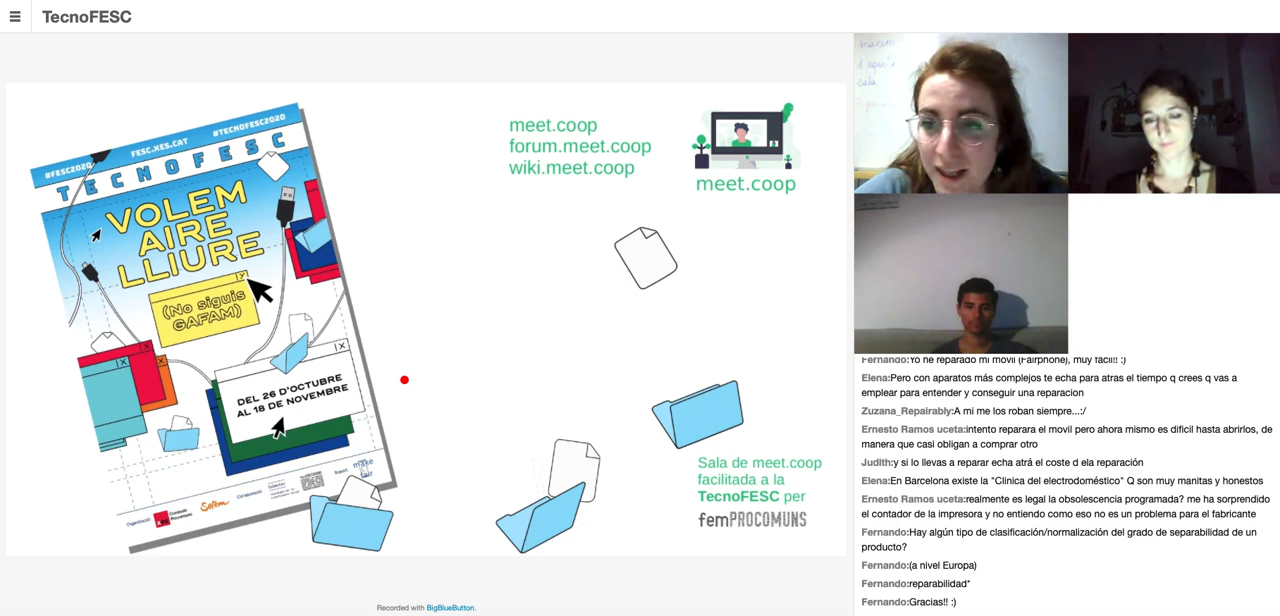 TecnoFESC
#FESC2020
FESC.XES.CAT
#TECNOFESC2020
TECNOFESC
VOLEM
AIRE
LLIURE
(No siguis
GAFAM)
DEL 26 D'OCTUBRE
AL 18 DE NOVEMBRE
Organització
Suport
make
meet.coop
forum.meet.coop
wiki.meet.coop
meet.coop
Sala de meet.coop
facilitada a la
TecnoFESC per
femPROCOMUNS
Recorded with BigBlueButton.
sala
Fernando:Yo he reparado mi movil (Fairphone), muy facil!! :)
Elena:Pero con aparatos más complejos te echa para atras el tiempo q crees q vas a
emplear para entender y conseguir una reparacion
Zuzana_Repairably:A mi me los roban siempre...:/
Ernesto Ramos uceta:intento reparara el movil pero ahora mismo es dificil hasta abrirlos, de
manera que casi obligan a comprar otro
Judith:y si lo llevas a reparar echa atrá el coste d ela reparación
Elena:En Barcelona existe la "Clinica del electrodoméstico" Q son muy manitas y honestos
Ernesto Ramos uceta:realmente es legal la obsolescencia programada? me ha sorprendido
el contador de la impresora y no entiendo como eso no es un problema para el fabricante
Fernando:Hay algún tipo de clasificación/normalización del grado de separabilidad de un
producto?
Fernando:(a nivel Europa)
Fernando:reparabilidad*
Fernando:Gracias!! :)